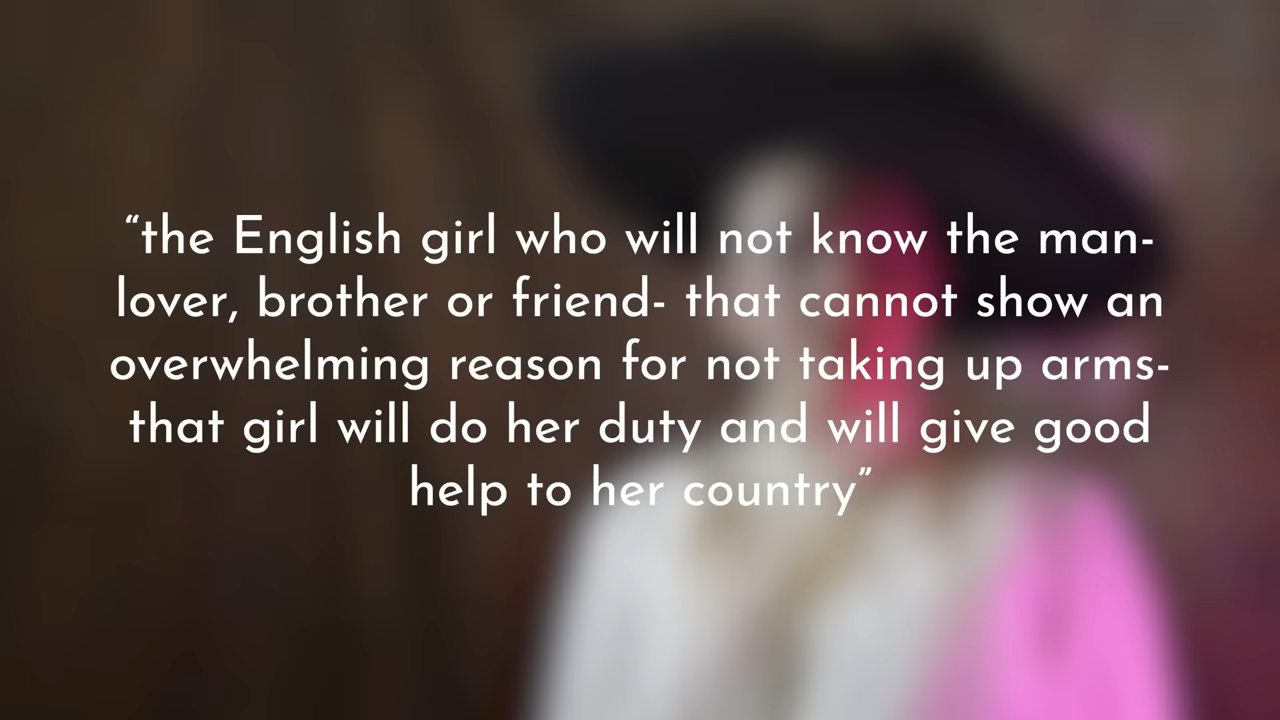 “the English girl who will not know the man-
lover, brother or friend- that cannot show an
overwhelming reason for not taking up arms-
that girl will do her duty and will give good
help to her country”